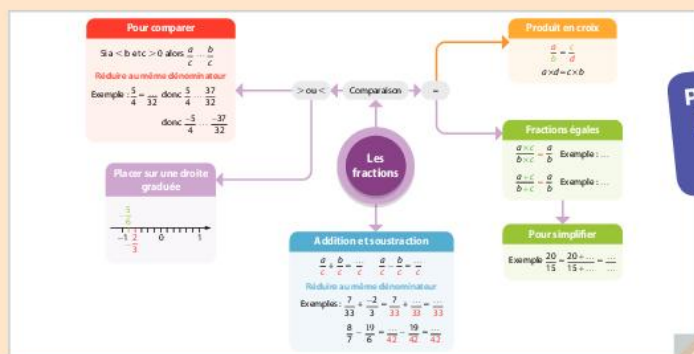 Pour comparer
Si a < b et c > 0 alors a/c ... b/c
Réduire au même dénominateur
Exemple : 5/4 = .../32 donc 5/4 ... 37/32
donc -5/4 ... -37/32
> ou <
Comparaison
=
Produit en croix
a/b = c/d
a×d = c×b
Fractions égales
a×c/b×c = a/b Exemple : ...
a÷c/b÷c = a/b Exemple : ...
Pour simplifier
Exemple 20/15 = 20÷.../15÷... = .../...
Les
fractions
Placer sur une droite
graduée
-5/6
-1 0 1
-2/3
Addition et soustraction
a/c + b/c = .../c a/c - b/c = .../c
Réduire au même dénominateur
Exemples : 7/33 + -2/3 = 7/33 + .../33 = .../33
8/7 - 19/6 = .../42 - .../42 = .../42
P